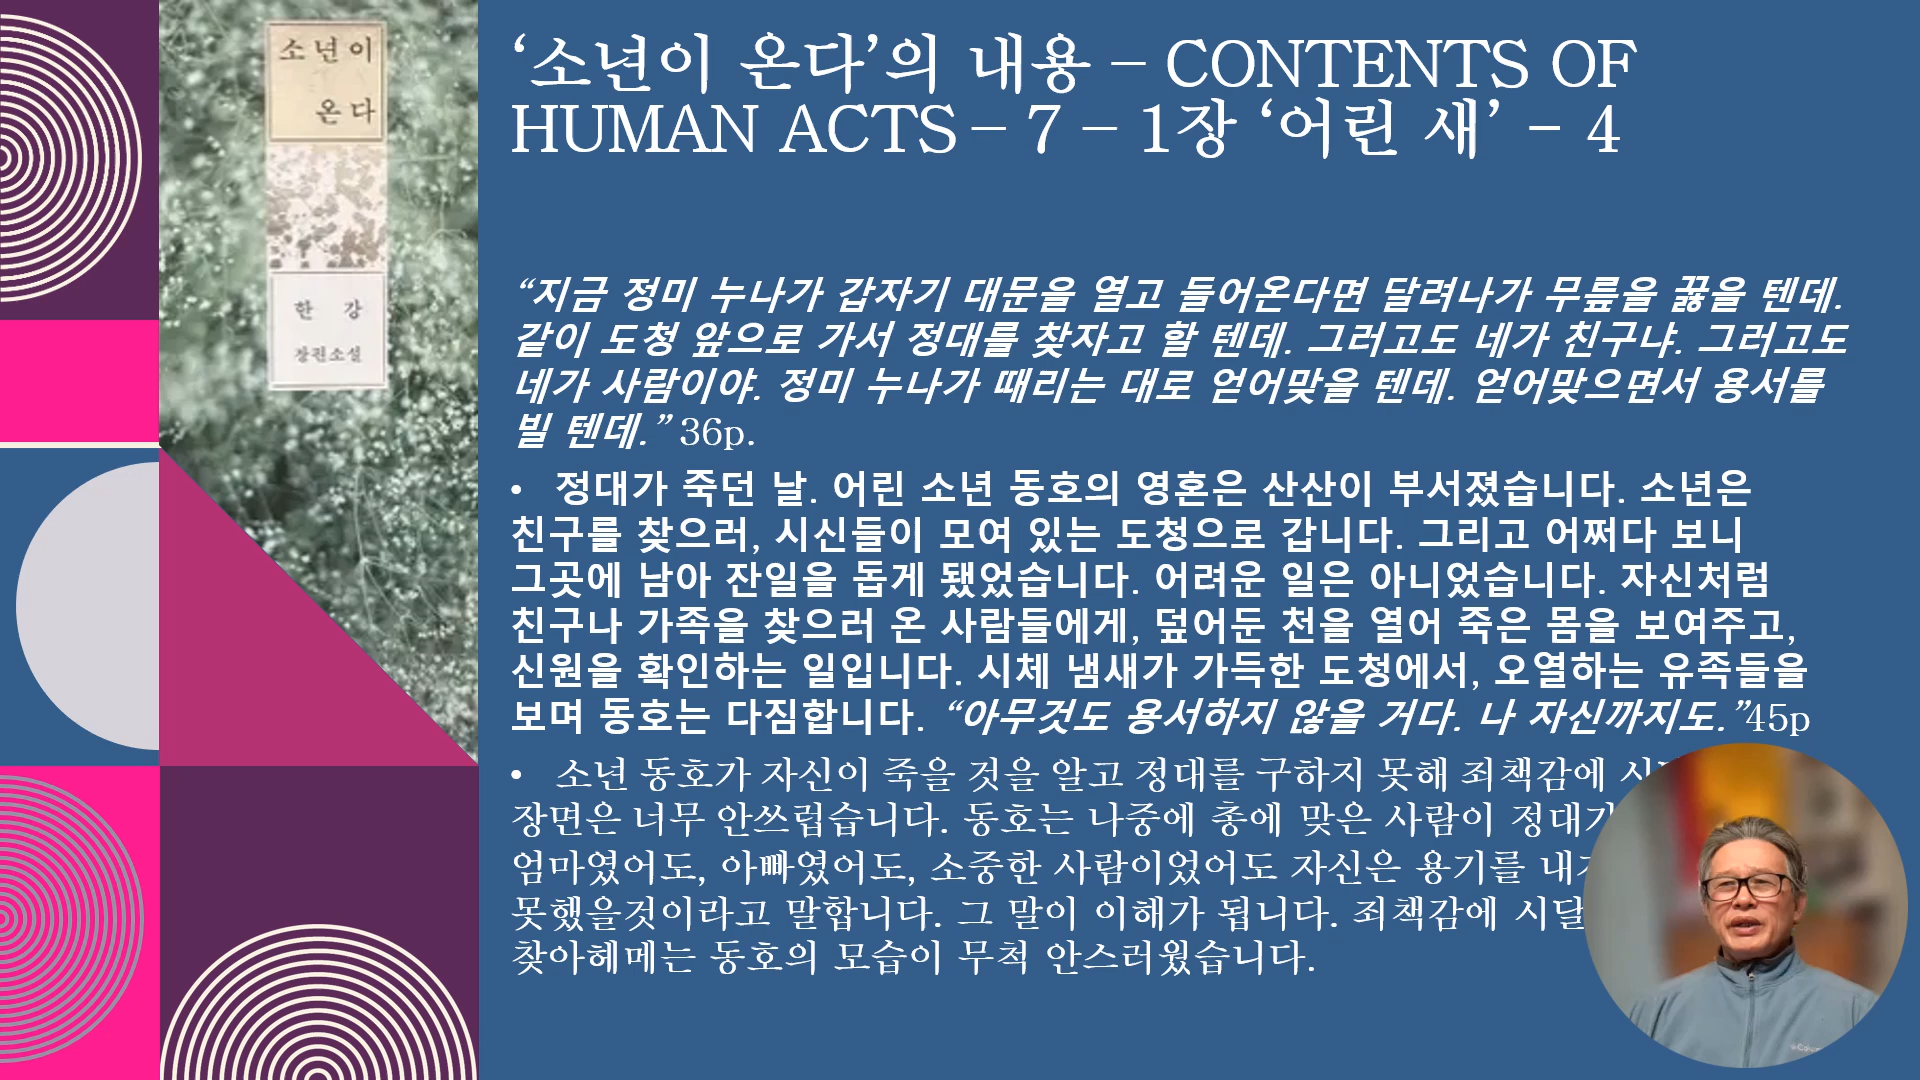 소년이
온다
한 강
장편소설
‘소년이 온다’의 내용 – CONTENTS OF
HUMAN ACTS – 7 – 1장 ‘어린 새’ - 4
“지금 정미 누나가 갑자기 대문을 열고 들어온다면 달려나가 무릎을 꿇을 텐데.
같이 도청 앞으로 가서 정대를 찾자고 할 텐데. 그러고도 네가 친구냐. 그러고도
네가 사람이야. 정미 누나가 때리는 대로 얻어맞을 텐데. 얻어맞으면서 용서를
빌 텐데.” 36p.
• 정대가 죽던 날. 어린 소년 동호의 영혼은 산산이 부서졌습니다. 소년은
친구를 찾으러, 시신들이 모여 있는 도청으로 갑니다. 그리고 어쩌다 보니
그곳에 남아 잔일을 돕게 됐었습니다. 어려운 일은 아니었습니다. 자신처럼
친구나 가족을 찾으러 온 사람들에게, 덮어둔 천을 열어 죽은 몸을 보여주고,
신원을 확인하는 일입니다. 시체 냄새가 가득한 도청에서, 오열하는 유족들을
보며 동호는 다짐합니다. “아무것도 용서하지 않을 거다. 나 자신까지도.”45p
• 소년 동호가 자신이 죽을 것을 알고 정대를 구하지 못해 죄책감에
장면은 너무 안쓰럽습니다. 동호는 나중에 총에 맞은 사람이
엄마였어도, 아빠였어도, 소중한 사람이었어도 자신은 용기를
못했을것이라고 말합니다. 그 말이 이해가 됩니다. 죄책감에
찾아헤메는 동호의 모습이 무척 안스러웠습니다.